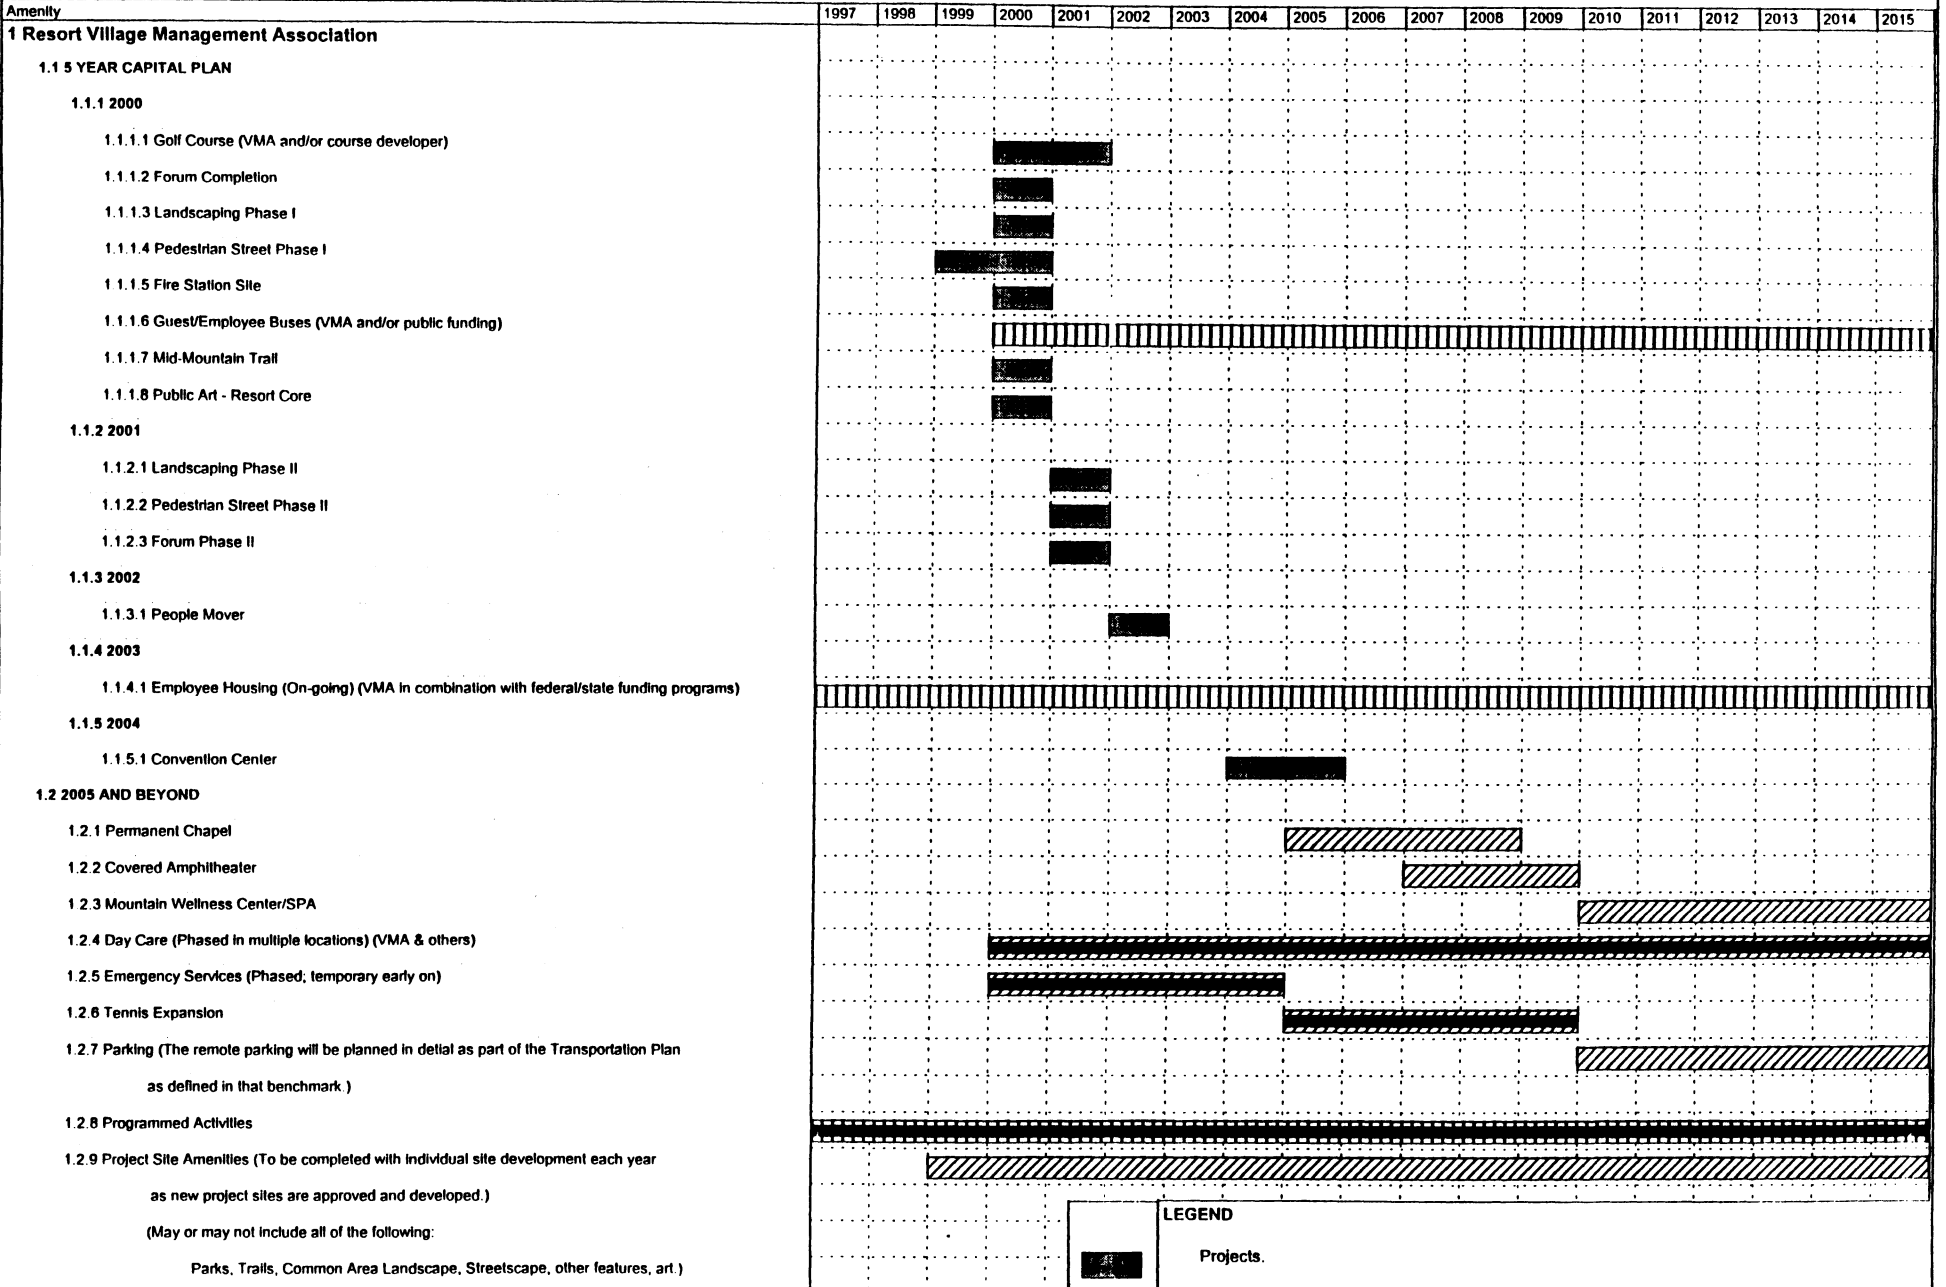 Amenity 1997 1998 1999 2000 2001 2002 2003 2004 2005 2006 2007 2008 2009 2010 2011 2012 2013 2014 2015
1 Resort Village Management Association
1.1 5 YEAR CAPITAL PLAN
1.1.1 2000
1.1.1.1 Golf Course (VMA and/or course developer)
1.1.1.2 Forum Completion
1.1.1.3 Landscaping Phase I
1.1.1.4 Pedestrian Street Phase I
1.1.1.5 Fire Station Site
1.1.1.6 Guest/Employee Buses (VMA and/or public funding)
1.1.1.7 Mid-Mountain Trail
1.1.1.8 Public Art - Resort Core
1.1.2 2001
1.1.2.1 Landscaping Phase II
1.1.2.2 Pedestrian Street Phase II
1.1.2.3 Forum Phase II
1.1.3 2002
1.1.3.1 People Mover
1.1.4 2003
1.1.4.1 Employee Housing (On-going) (VMA in combination with federal/state funding programs)
1.1.5 2004
1.1.5.1 Convention Center
1.2 2005 AND BEYOND
1.2.1 Permanent Chapel
1.2.2 Covered Amphitheater
1.2.3 Mountain Wellness Center/SPA
1.2.4 Day Care (Phased in multiple locations) (VMA & others)
1.2.5 Emergency Services (Phased; temporary early on)
1.2.6 Tennis Expansion
1.2.7 Parking (The remote parking will be planned in detial as part of the Transportation Plan
as defined in that benchmark.)
1.2.8 Programmed Activities
1.2.9 Project Site Amenities (To be completed with individual site development each year
as new project sites are approved and developed.)
LEGEND
(May or may not include all of the following:
Projects.
Parks, Trails, Common Area Landscape, Streetscape, other features, art.)